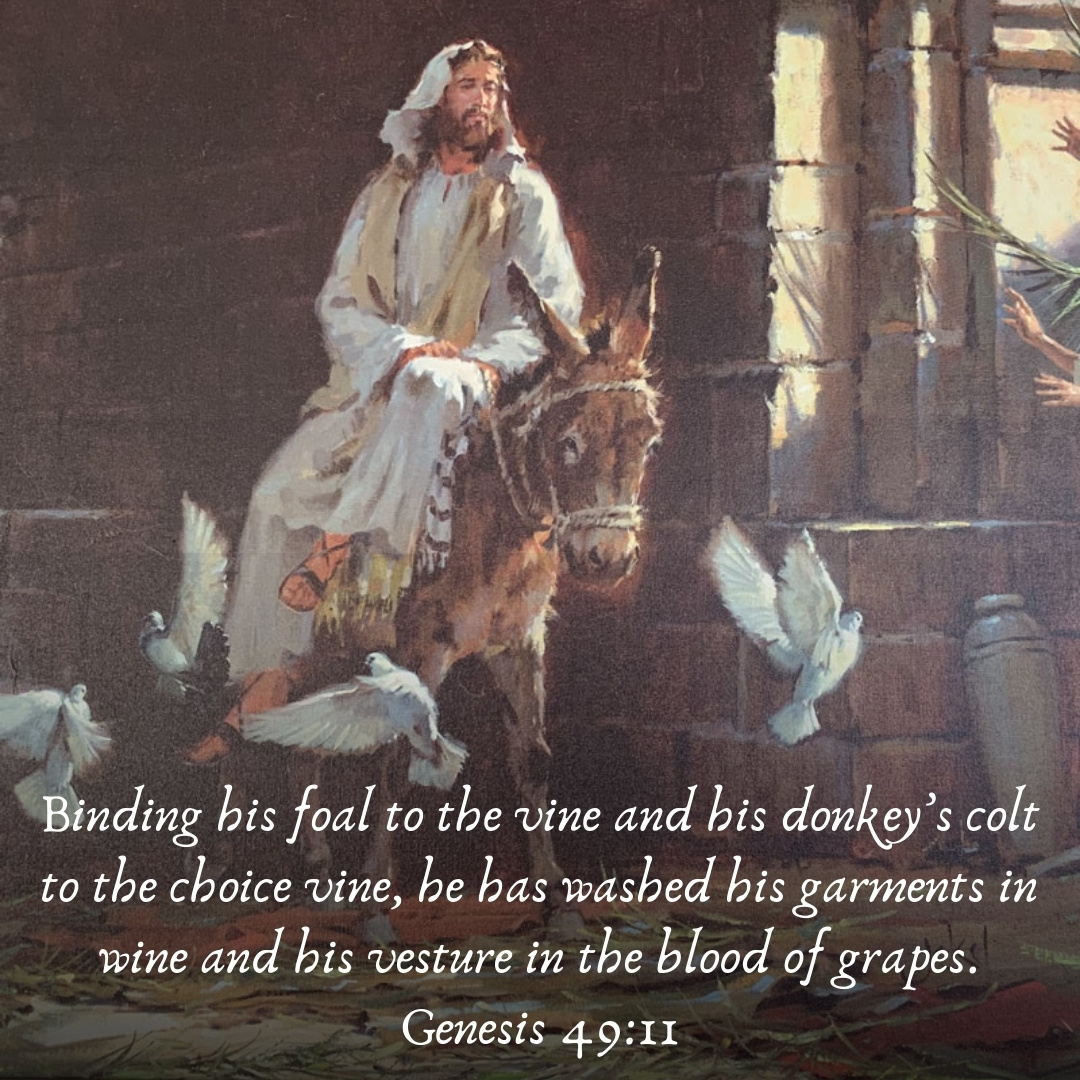 Binding his foal to the vine and his donkey’s colt
to the choice vine, he has washed his garments in
wine and his vesture in the blood of grapes.
Genesis 49:11